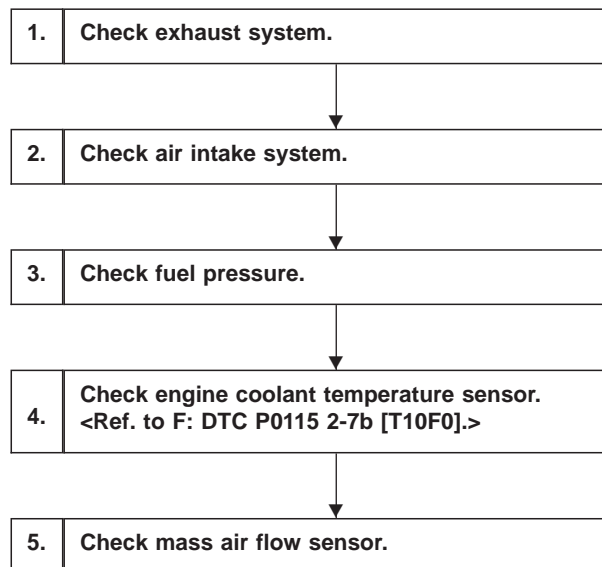 1. Check exhaust system.
2. Check air intake system.
3. Check fuel pressure.
4. Check engine coolant temperature sensor.
<Ref. to F: DTC P0115 2-7b [T10F0].>
5. Check mass air flow sensor.